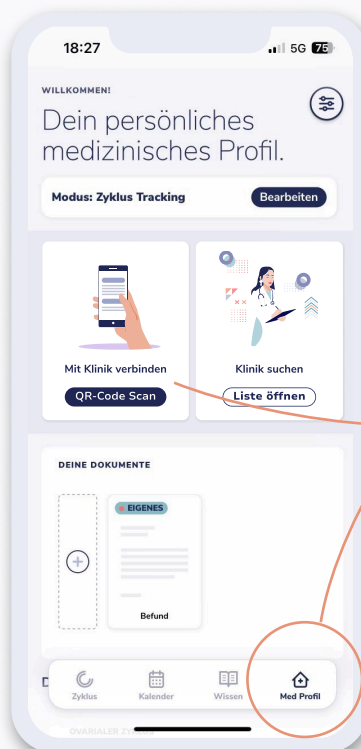 18:27
5G 75
WILLKOMMEN!
Dein persönliches
medizinisches Profil.
Modus: Zyklus Tracking
Bearbeiten
Mit Klinik verbinden
QR-Code Scan
Klinik suchen
Liste öffnen
DEINE DOKUMENTE
EIGENES
Befund
D
Zyklus
Kalender
Wissen
Med Profil
OVARIALER